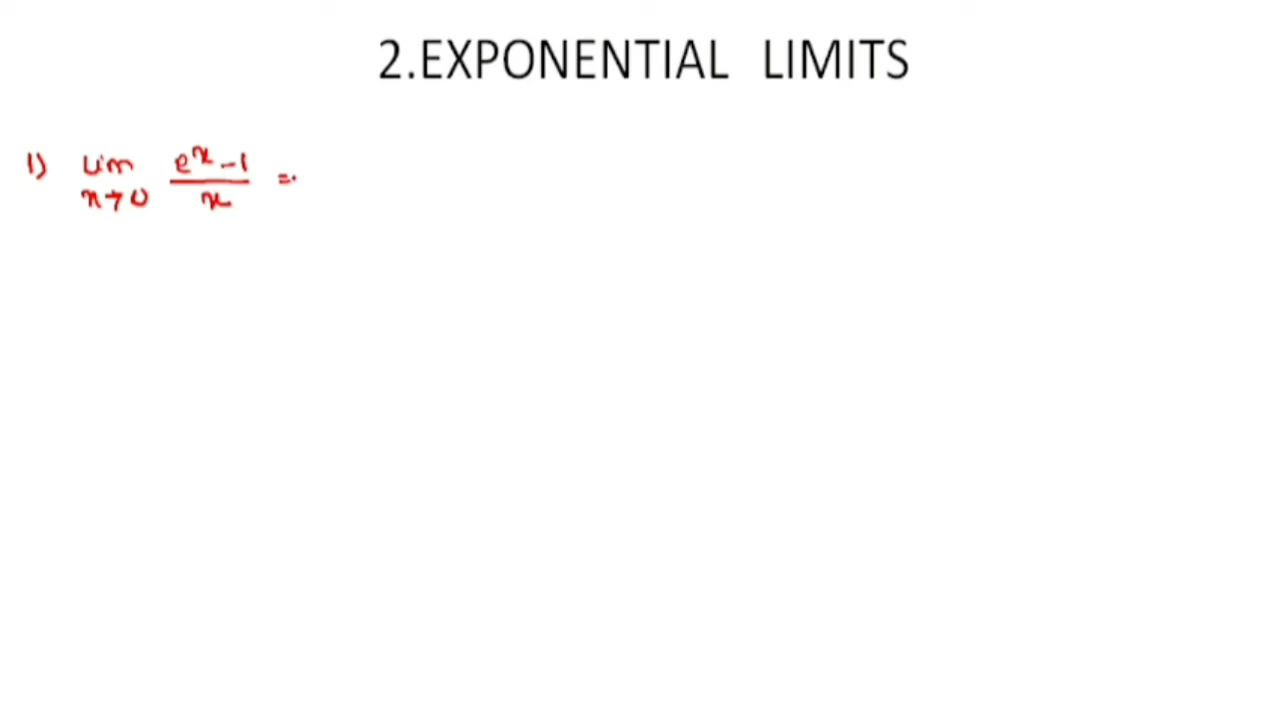 2.EXPONENTIAL LIMITS
1) Lim x→0 e^x - 1 / x =